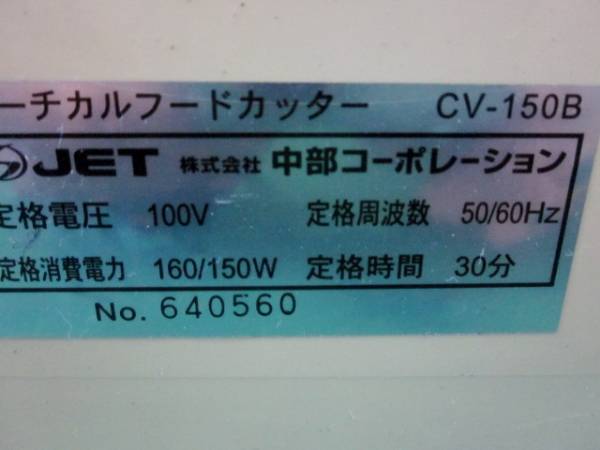 ーチカルフードカッター CV-150B
JET 株式会社 中部コーポレーション
定格電圧 100V 定格周波数 50/60Hz
定格消費電力 160/150W 定格時間 30分
No. 640560